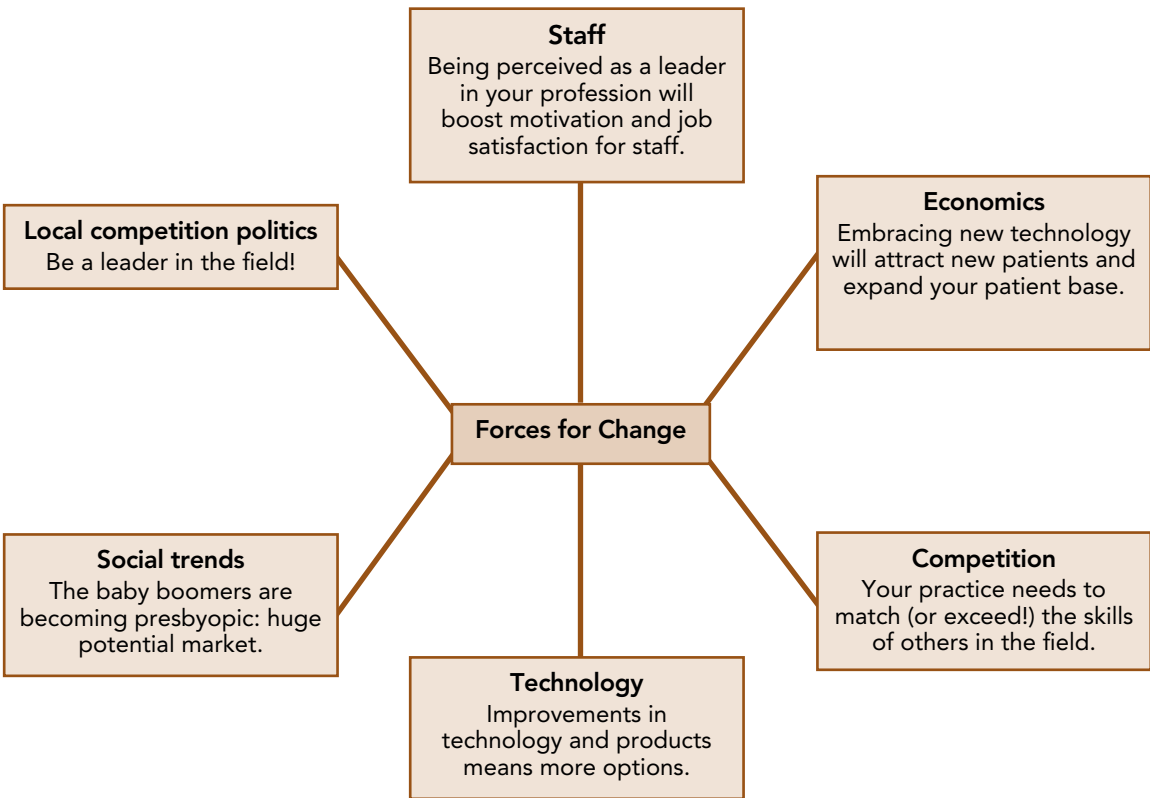 Staff
Being perceived as a leader
in your profession will
boost motivation and job
satisfaction for staff.
Local competition politics
Be a leader in the field!
Economics
Embracing new technology
will attract new patients and
expand your patient base.
Forces for Change
Social trends
The baby boomers are
becoming presbyopic: huge
potential market.
Competition
Your practice needs to
match (or exceed!) the skills
of others in the field.
Technology
Improvements in
technology and products
means more options.